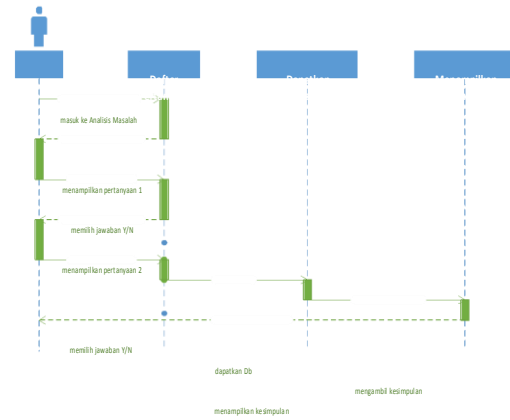 masuk ke Analisis Masalah
menampilkan pertanyaan 1
memilih jawaban Y/N
menampilkan pertanyaan 2
memilih jawaban Y/N
dapatkan Db
mengambil kesimpulan
menampilkan kesimpulan